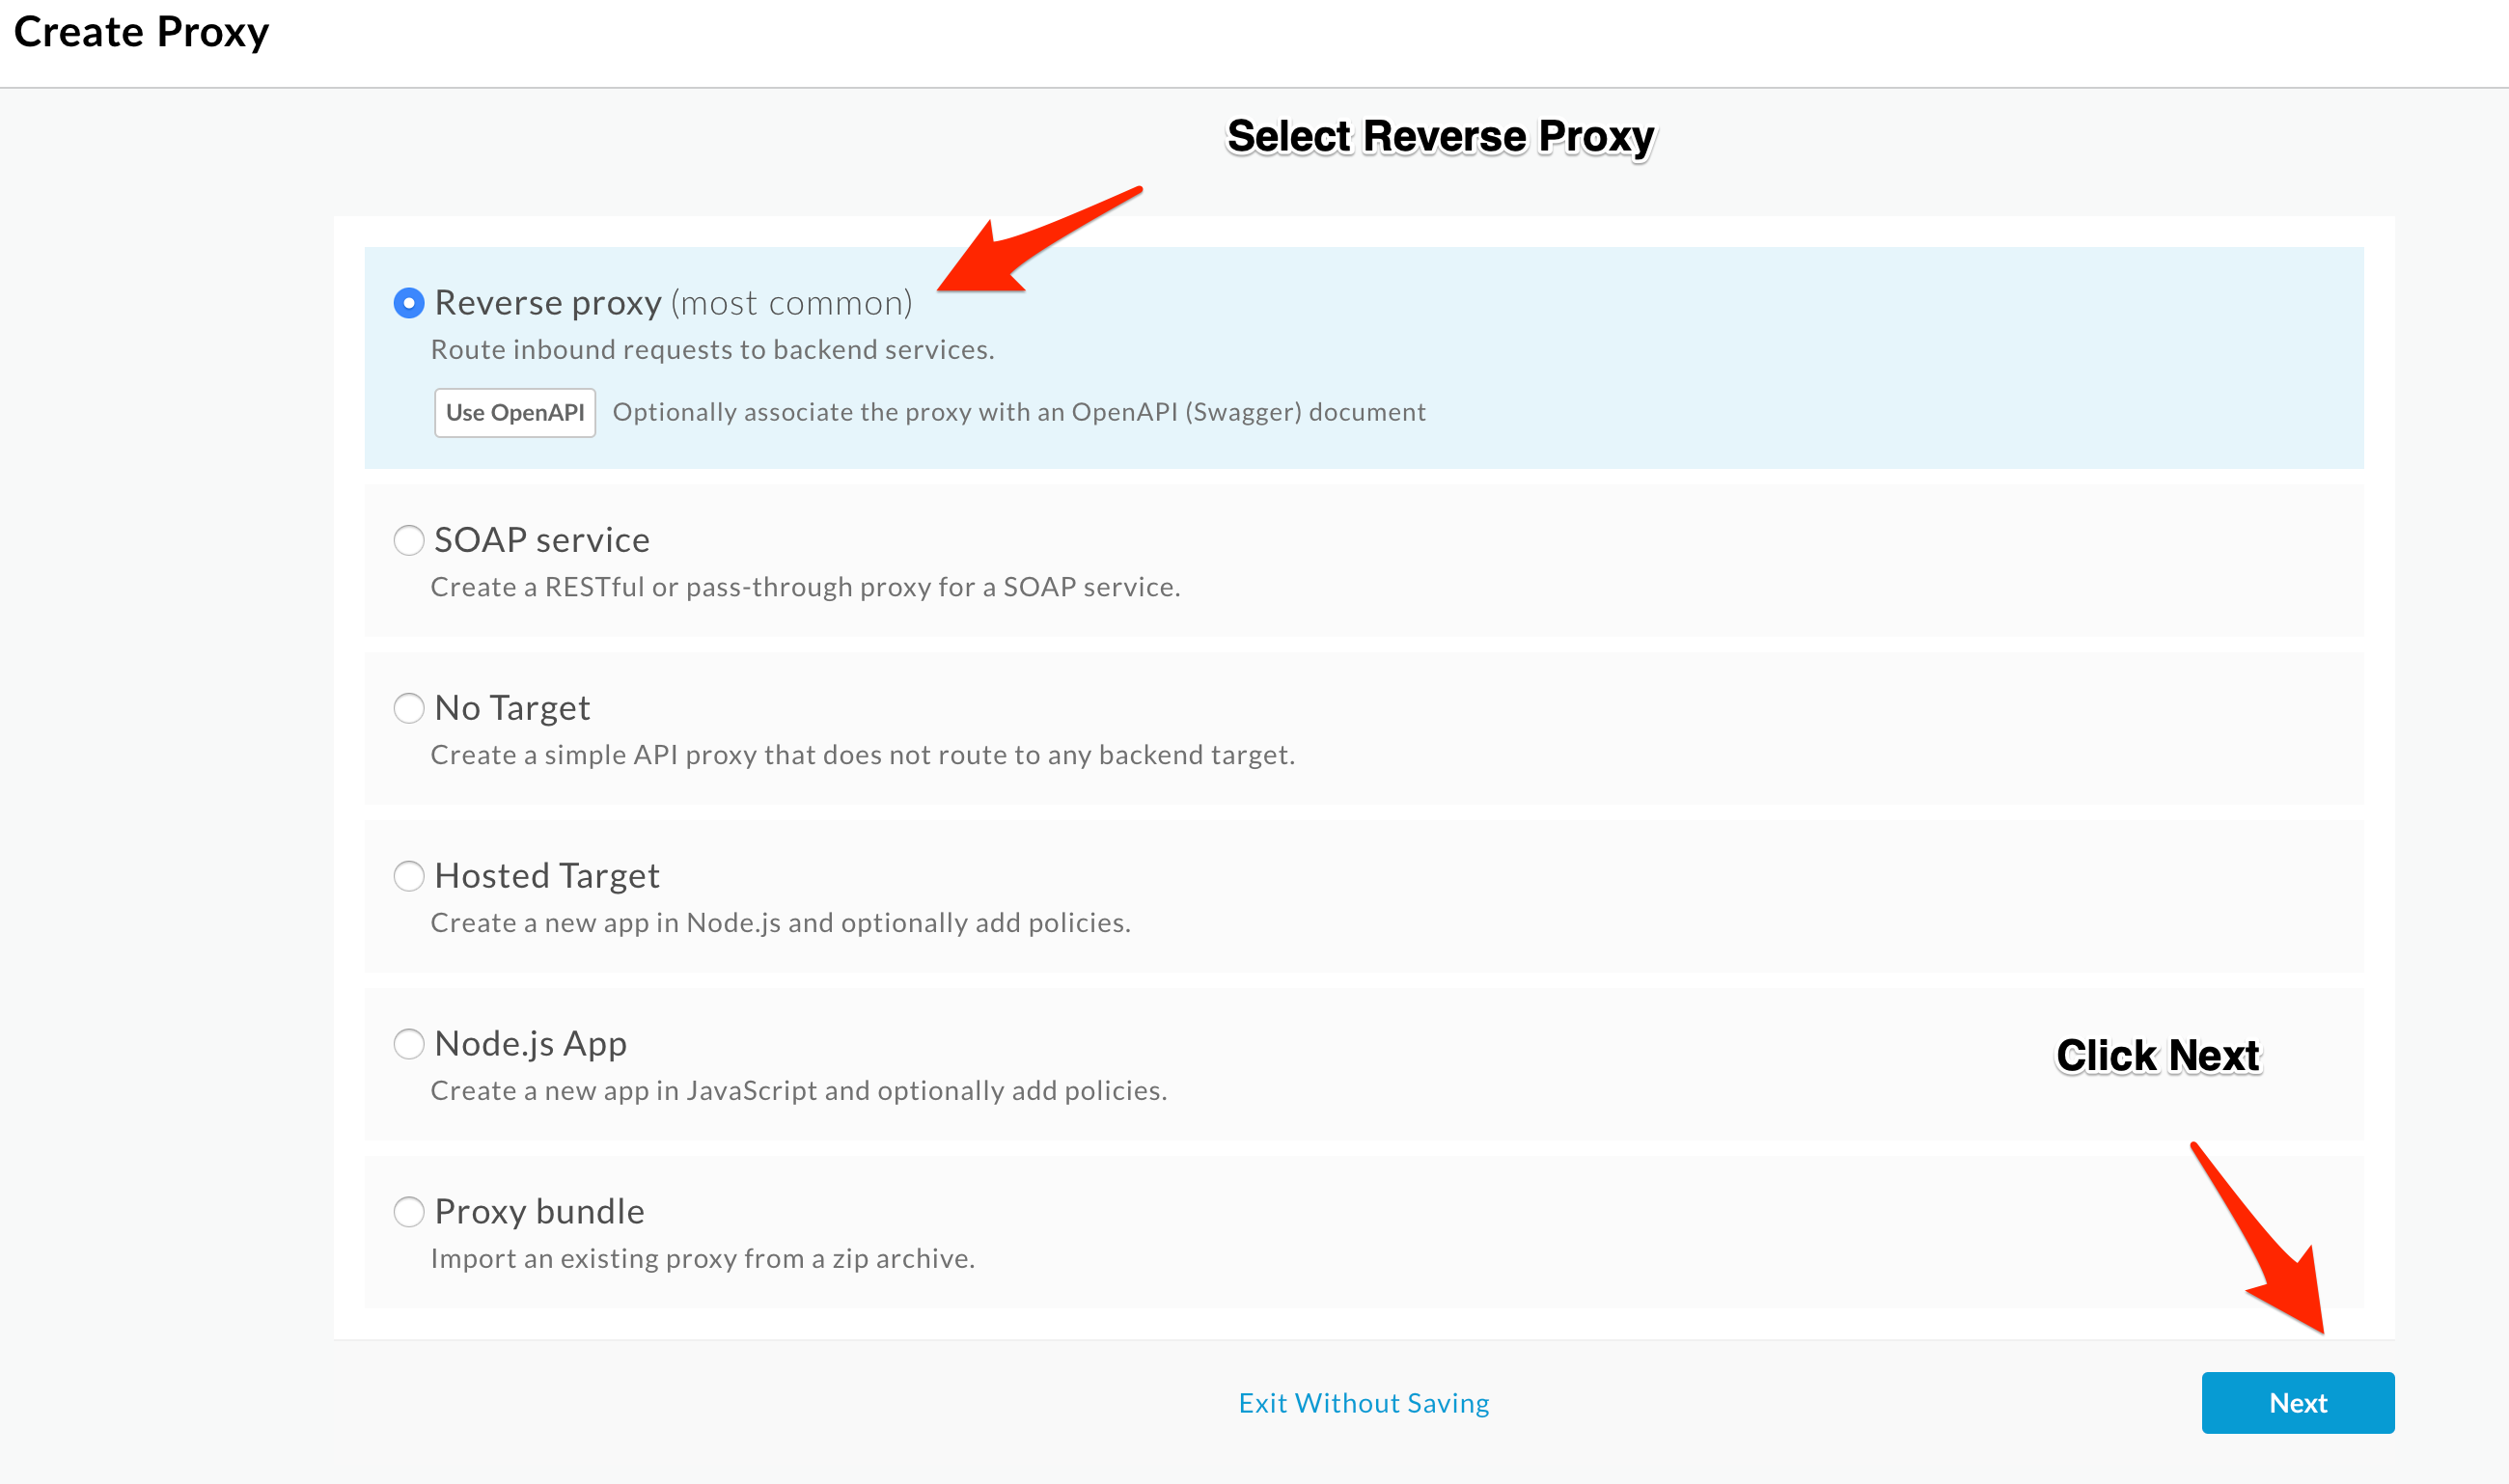 Create Proxy
Select Reverse Proxy
Reverse proxy (most common)
Route inbound requests to backend services.
Use OpenAPI Optionally associate the proxy with an OpenAPI (Swagger) document
SOAP service
Create a RESTful or pass-through proxy for a SOAP service.
No Target
Create a simple API proxy that does not route to any backend target.
Hosted Target
Create a new app in Node.js and optionally add policies.
Node.js App
Create a new app in JavaScript and optionally add policies.
Click Next
Proxy bundle
Import an existing proxy from a zip archive.
Exit Without Saving
Next